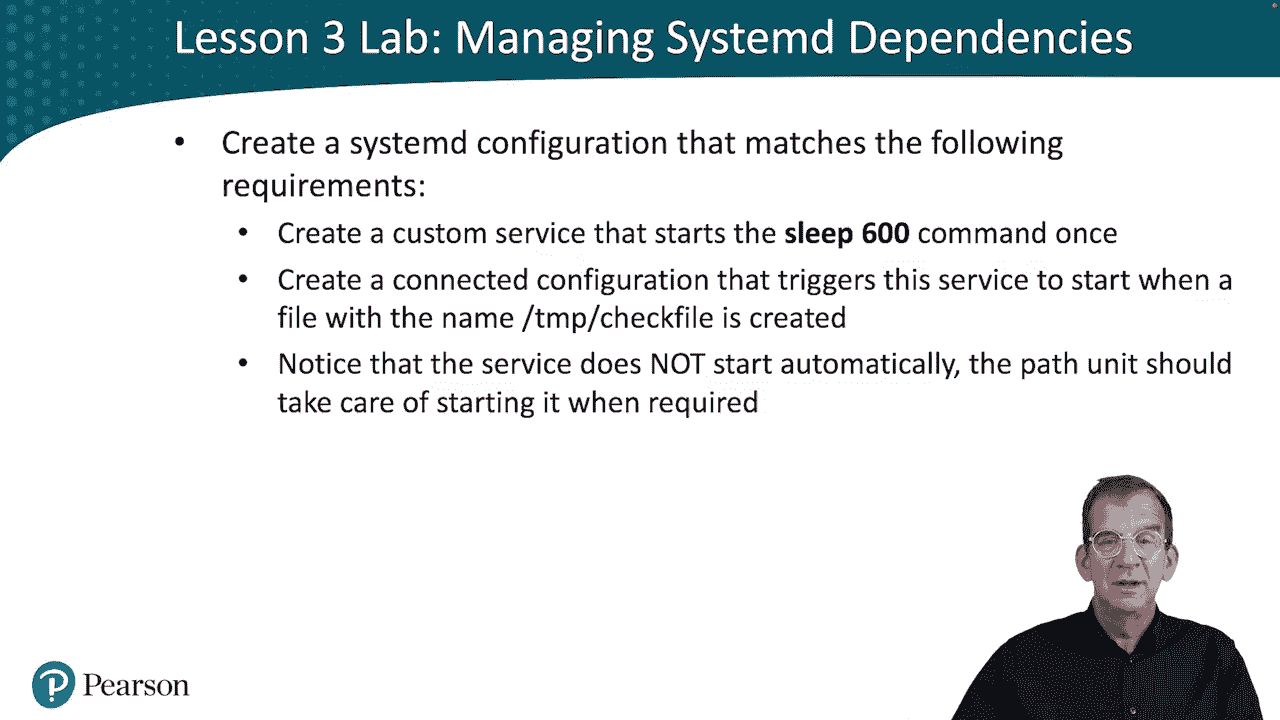 Lesson 3 Lab: Managing Systemd Dependencies
• Create a systemd configuration that matches the following
requirements:
• Create a custom service that starts the sleep 600 command once
• Create a connected configuration that triggers this service to start when a
file with the name /tmp/checkfile is created
• Notice that the service does NOT start automatically, the path unit should
take care of starting it when required
Pearson